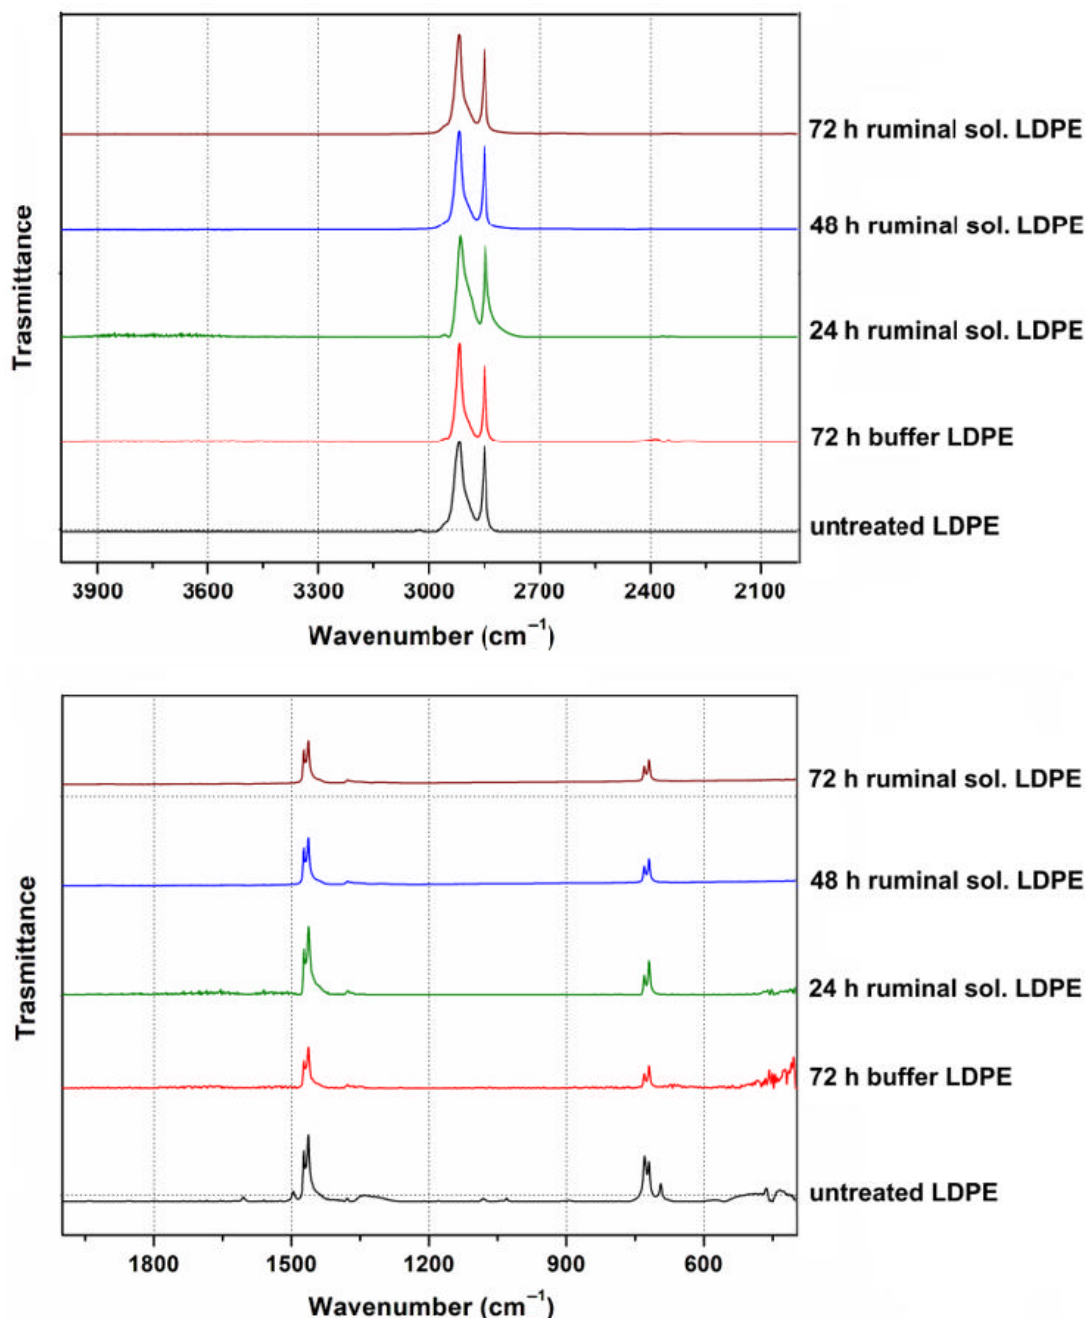 Trasmittance
72 h ruminal sol. LDPE
48 h ruminal sol. LDPE
24 h ruminal sol. LDPE
72 h buffer LDPE
untreated LDPE
3900 3600 3300 3000 2700 2400 2100
Wavenumber (cm⁻¹)
Trasmittance
72 h ruminal sol. LDPE
48 h ruminal sol. LDPE
24 h ruminal sol. LDPE
72 h buffer LDPE
untreated LDPE
1800 1500 1200 900 600
Wavenumber (cm⁻¹)